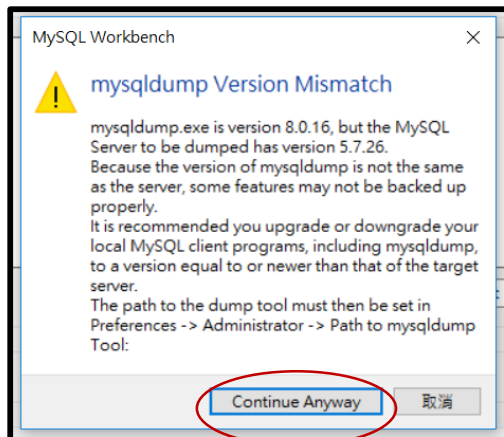 MySQL Workbench
mysqldump Version Mismatch
mysqldump.exe is version 8.0.16, but the MySQL
Server to be dumped has version 5.7.26.
Because the version of mysqldump is not the same
as the server, some features may not be backed up
properly.
It is recommended you upgrade or downgrade your
local MySQL client programs, including mysqldump,
to a version equal to or newer than that of the target
server.
The path to the dump tool must then be set in
Preferences -> Administrator -> Path to mysqldump
Tool:
Continue Anyway
取消